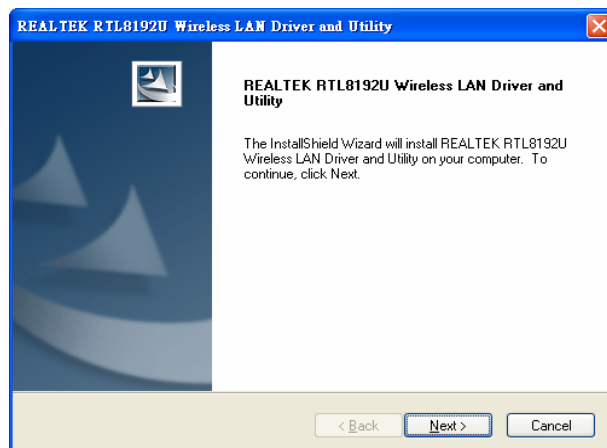 REALTEK RTL8192U Wireless LAN Driver and Utility
REALTEK RTL8192U Wireless LAN Driver and
Utility
The InstallShield Wizard will install REALTEK RTL8192U
Wireless LAN Driver and Utility on your computer. To
continue, click Next.
< Back
Next >
Cancel